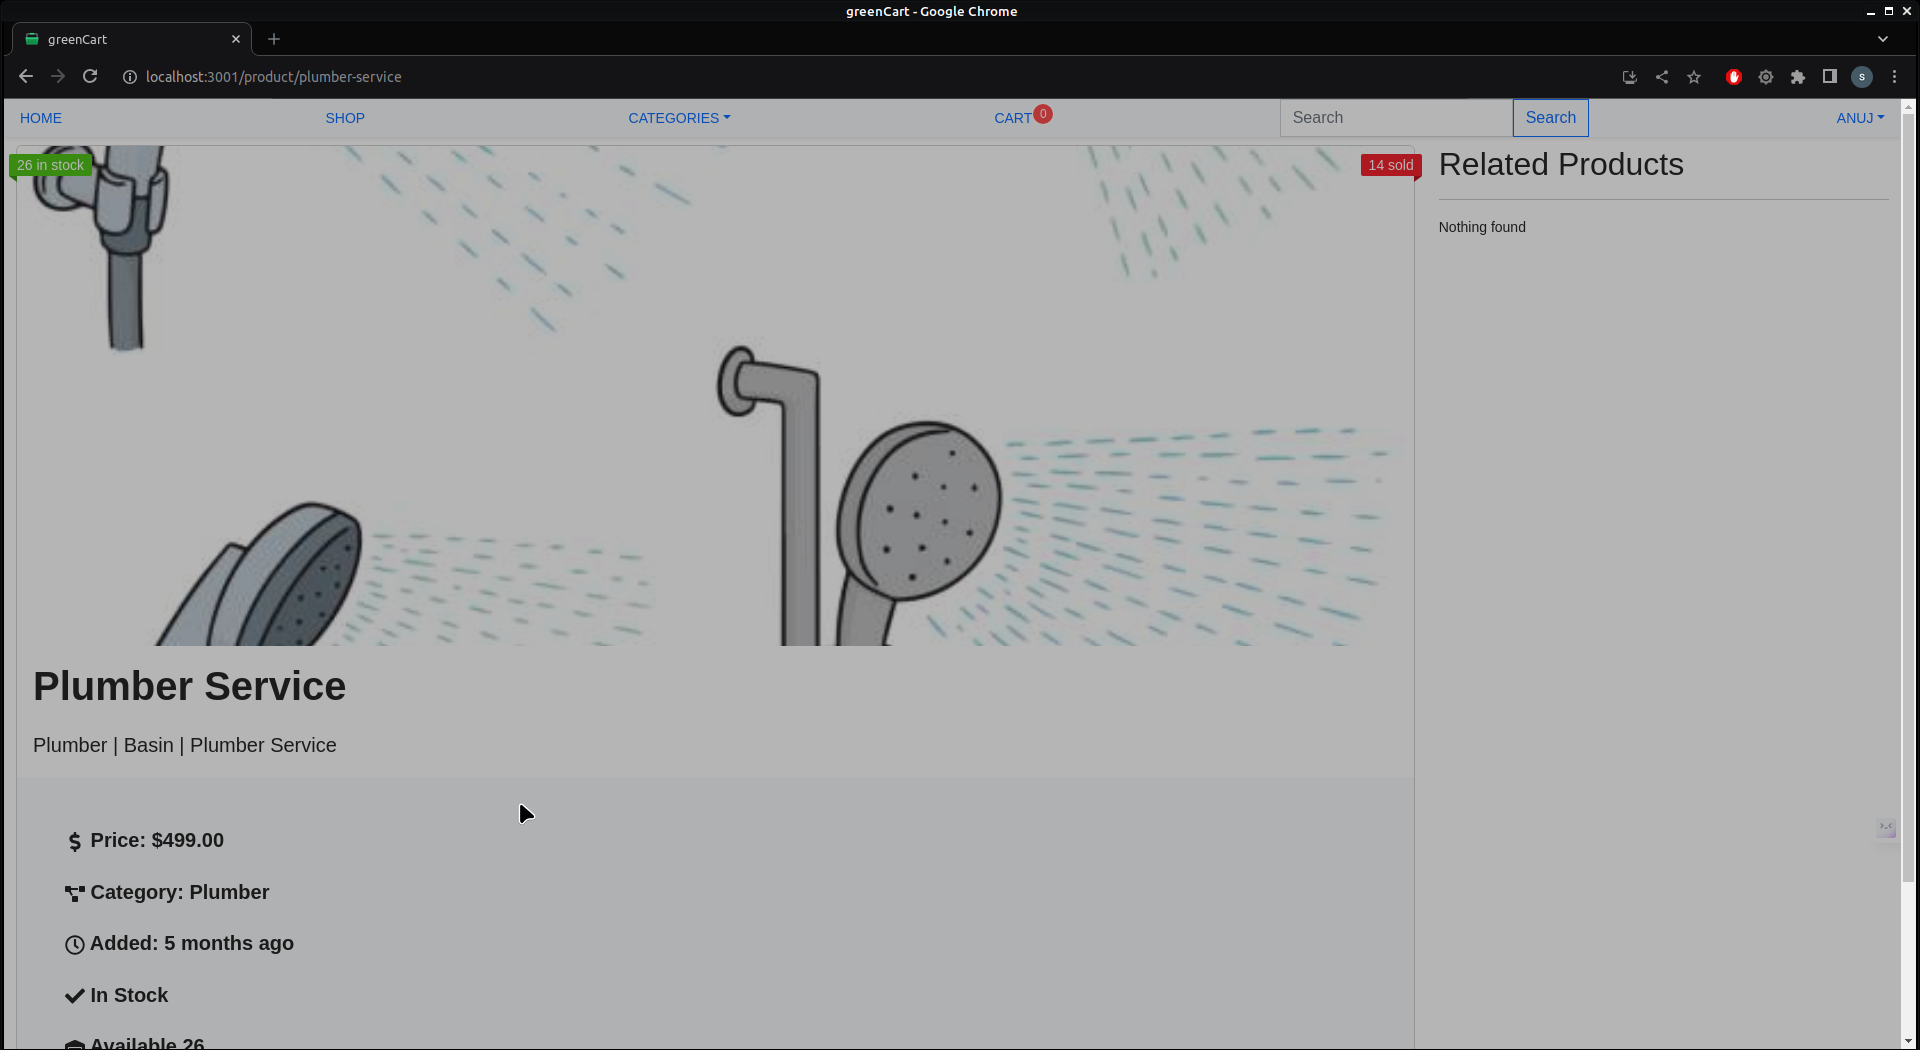 greenCart - Google Chrome
greenCart
localhost:3001/product/plumber-service
S
HOME
SHOP
CATEGORIES
CART 0
Search
Search
ANUJ
26 in stock
14 sold
Related Products
Nothing found
Plumber Service
Plumber | Basin | Plumber Service
Price: $499.00
Category: Plumber
Added: 5 months ago
In Stock
Available 26